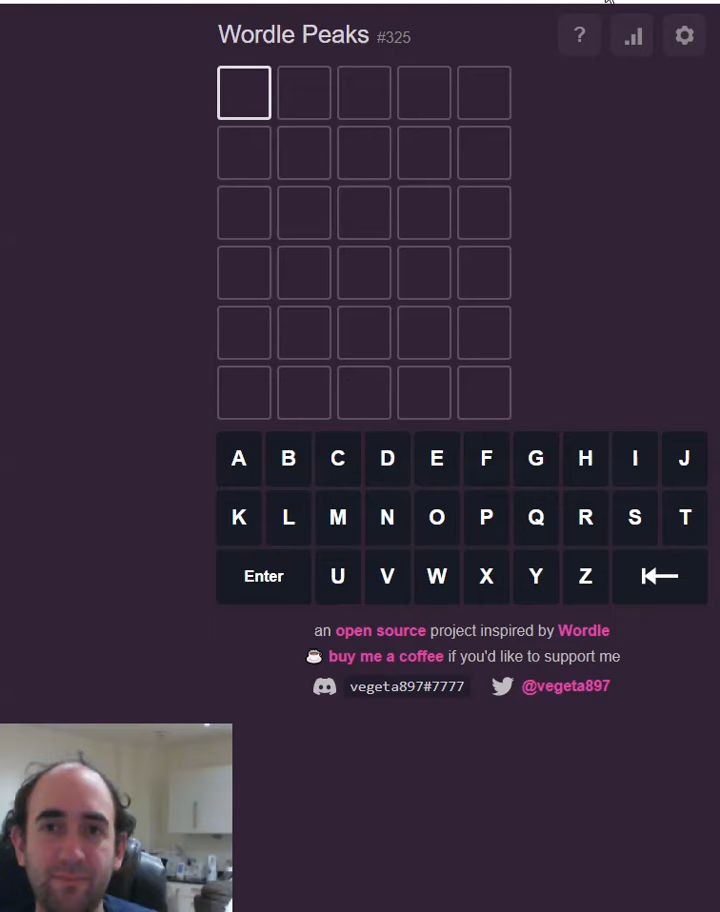 Wordle Peaks #325
?
A B C D E F G H I J
K L M N O P Q R S T
Enter U V W X Y Z
an open source project inspired by Wordle
buy me a coffee if you'd like to support me
vegeta897#7777 @vegeta897